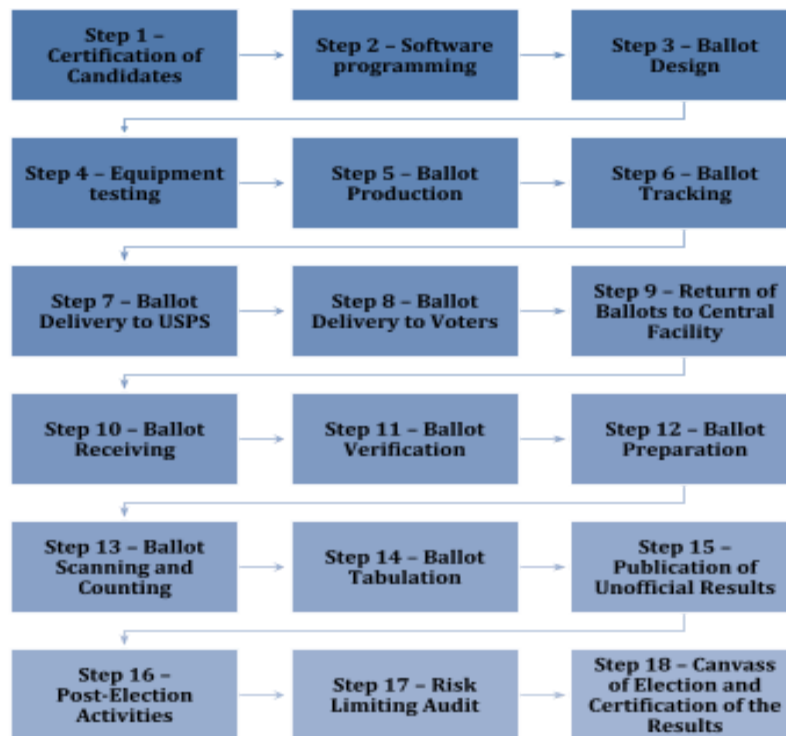 Step 1 –
Certification of
Candidates
Step 2 – Software
programming
Step 3 – Ballot
Design
Step 4 – Equipment
testing
Step 5 – Ballot
Production
Step 6 – Ballot
Tracking
Step 7 – Ballot
Delivery to USPS
Step 8 – Ballot
Delivery to Voters
Step 9 – Return of
Ballots to Central
Facility
Step 10 – Ballot
Receiving
Step 11 – Ballot
Verification
Step 12 – Ballot
Preparation
Step 13 – Ballot
Scanning and
Counting
Step 14 – Ballot
Tabulation
Step 15 –
Publication of
Unofficial Results
Step 16 –
Post-Election
Activities
Step 17 – Risk
Limiting Audit
Step 18 – Canvass
of Election and
Certification of the
Results